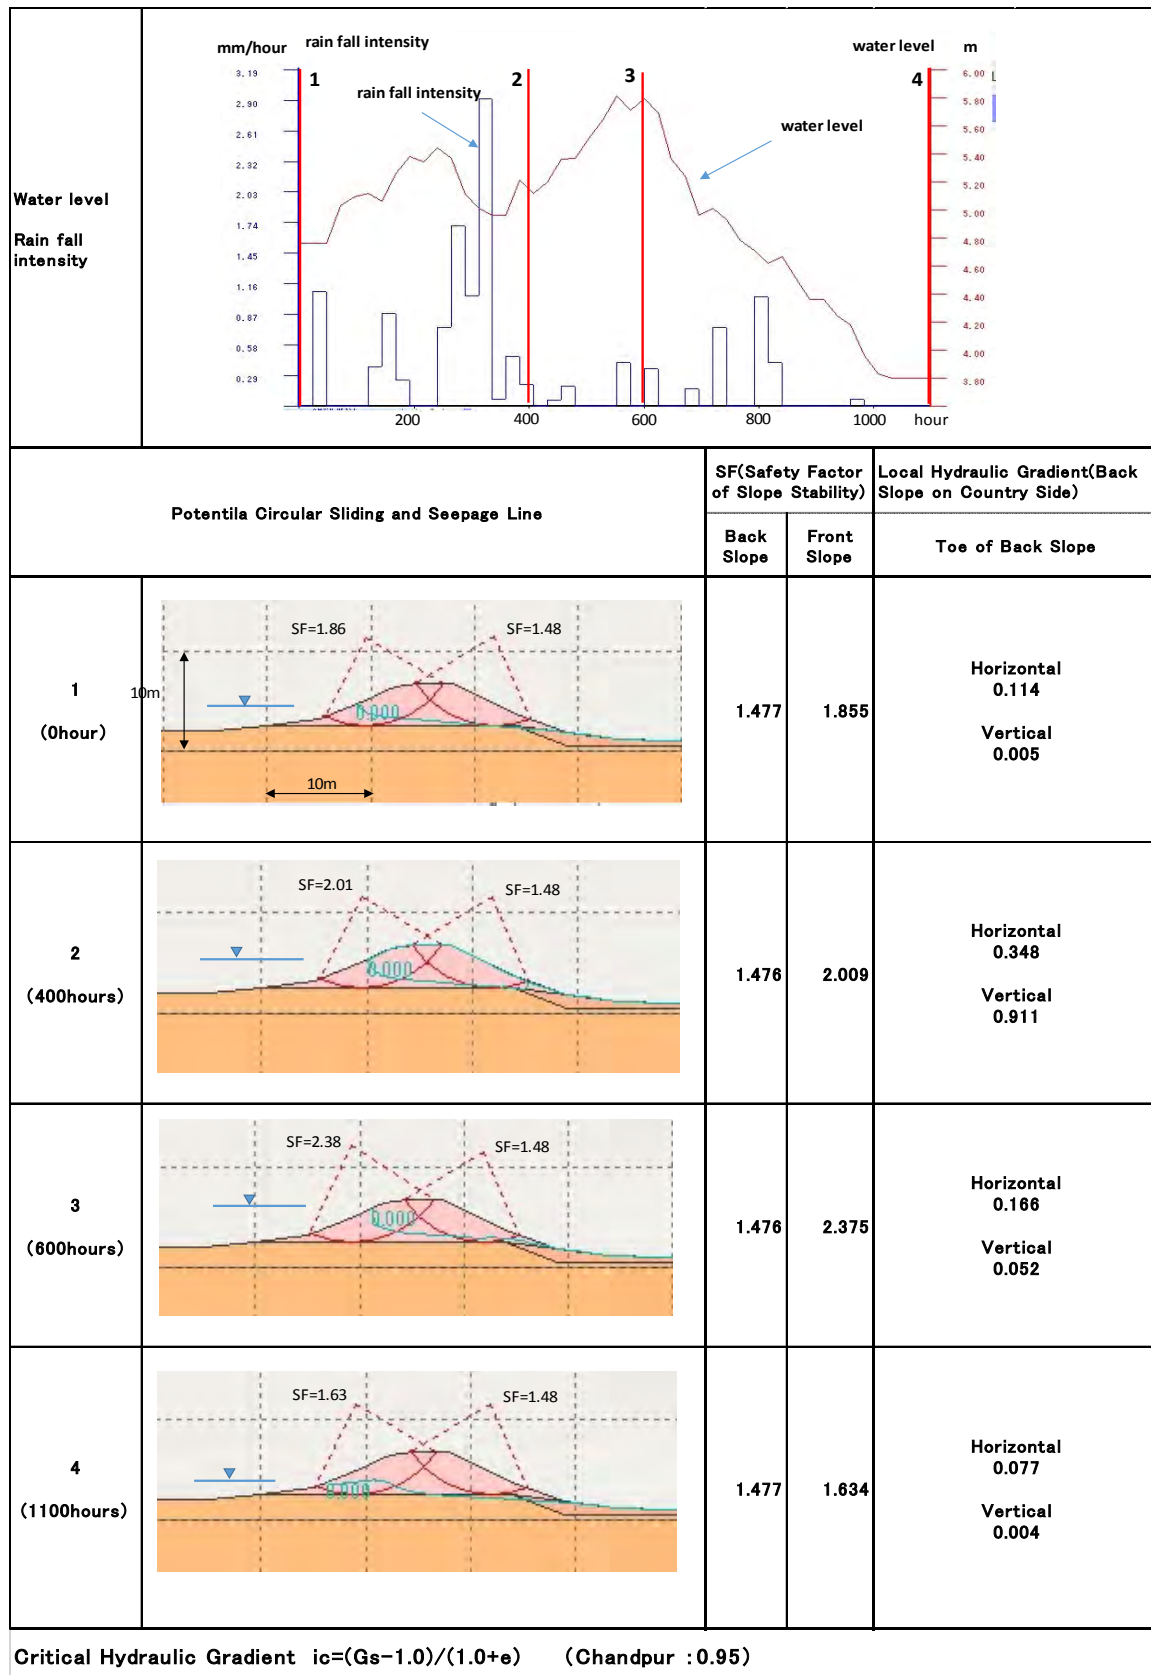 mm/hour rain fall intensity water level m
3.19 1 2 3 4 6.00 L
2.90 rain fall intensity 5.80
2.61 water level 5.60
2.32 5.40
2.03 5.20
1.74 5.00
1.45 4.80
1.16 4.60
0.87 4.40
0.58 4.20
0.29 4.00
3.80
200 400 600 800 1000 hour
Water level
Rain fall
intensity
Potentila Circular Sliding and Seepage Line
SF(Safety Factor
of Slope Stability)
Local Hydraulic Gradient(Back
Slope on Country Side)
Back
Slope
Front
Slope
Toe of Back Slope
1
(0hour)
SF=1.86 SF=1.48
10m
0.000
10m
1.477 1.855
Horizontal
0.114
Vertical
0.005
2
(400hours)
SF=2.01 SF=1.48
0.000
1.476 2.009
Horizontal
0.348
Vertical
0.911
3
(600hours)
SF=2.38 SF=1.48
0.000
1.476 2.375
Horizontal
0.166
Vertical
0.052
4
(1100hours)
SF=1.63 SF=1.48
0.000
1.477 1.634
Horizontal
0.077
Vertical
0.004
Critical Hydraulic Gradient ic=(Gs-1.0)/(1.0+e) (Chandpur :0.95)